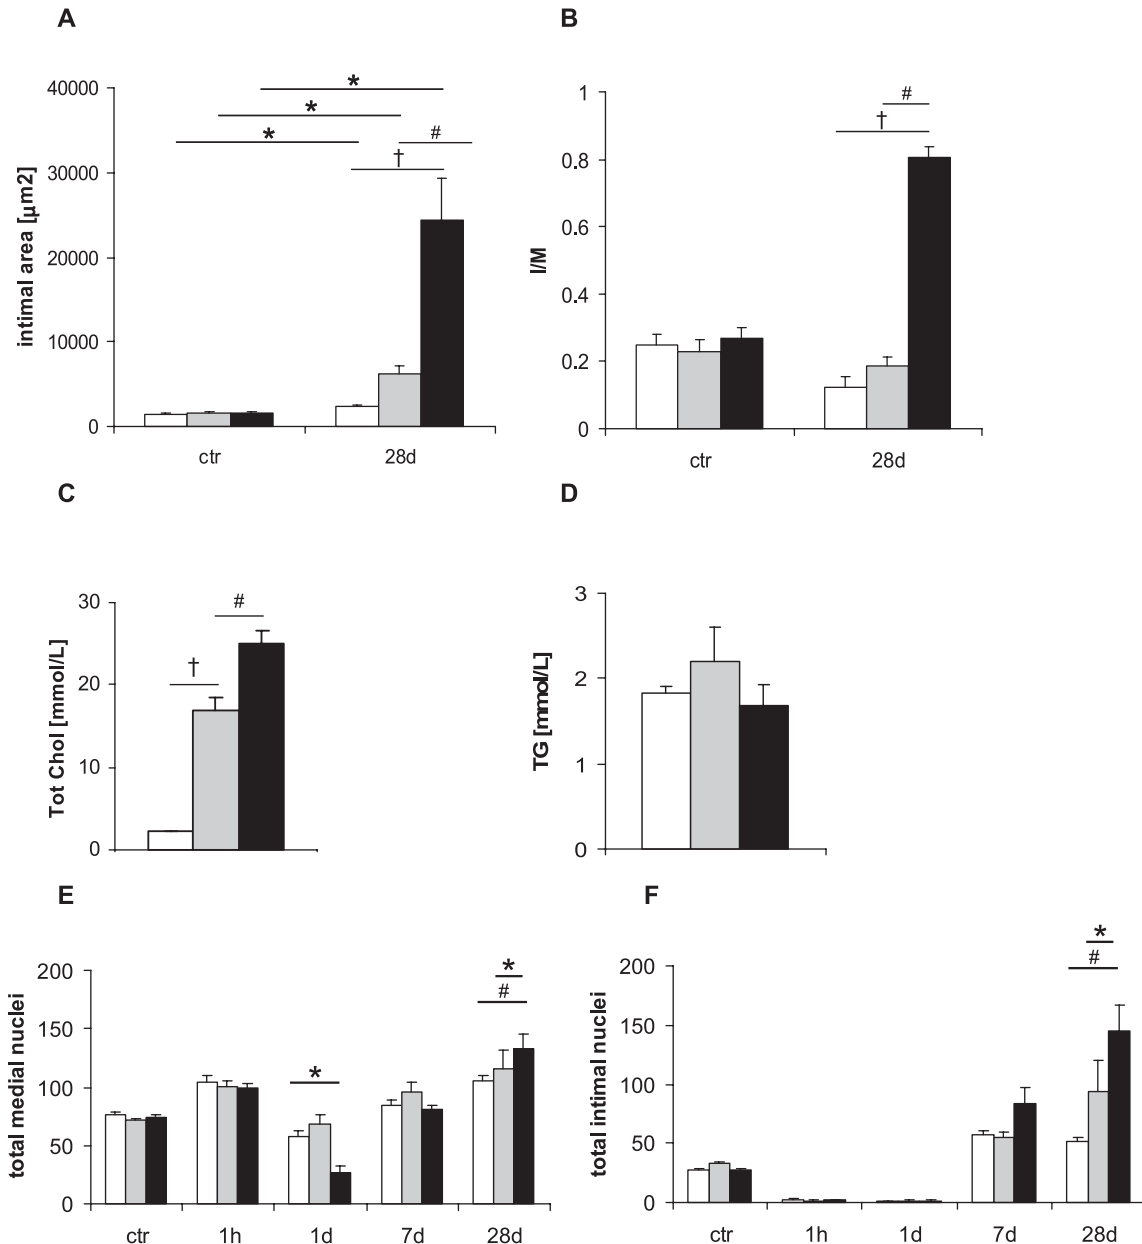 A
intimal area [µm2]
40000
30000
20000
10000
0
*
*
*
#
†
ctr
28d
B
I/M
1
0.8
0.6
0.4
0.2
0
#
†
ctr
28d
C
Tot Chol [mmol/L]
30
20
10
0
#
†
D
TG [mmol/L]
3
2
1
0
E
total medial nuclei
200
150
100
50
0
*
*
#
ctr
1h
1d
7d
28d
F
total intimal nuclei
200
150
100
50
0
*
#
ctr
1h
1d
7d
28d